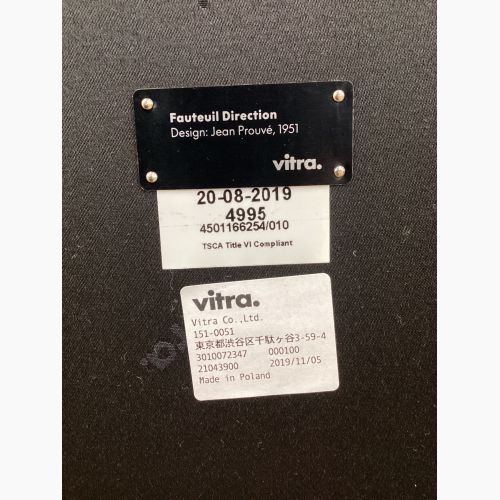 Fauteuil Direction
Design: Jean Prouvé, 1951
vitra.
20-08-2019
4995
4501166254/010
TSCA Title VI Compliant
vitra.
Vitra Co.,Ltd.
151-0051
東京都渋谷区千駄ヶ谷3-59-4
3010072347 000100
21043900 2019/11/05
Made in Poland